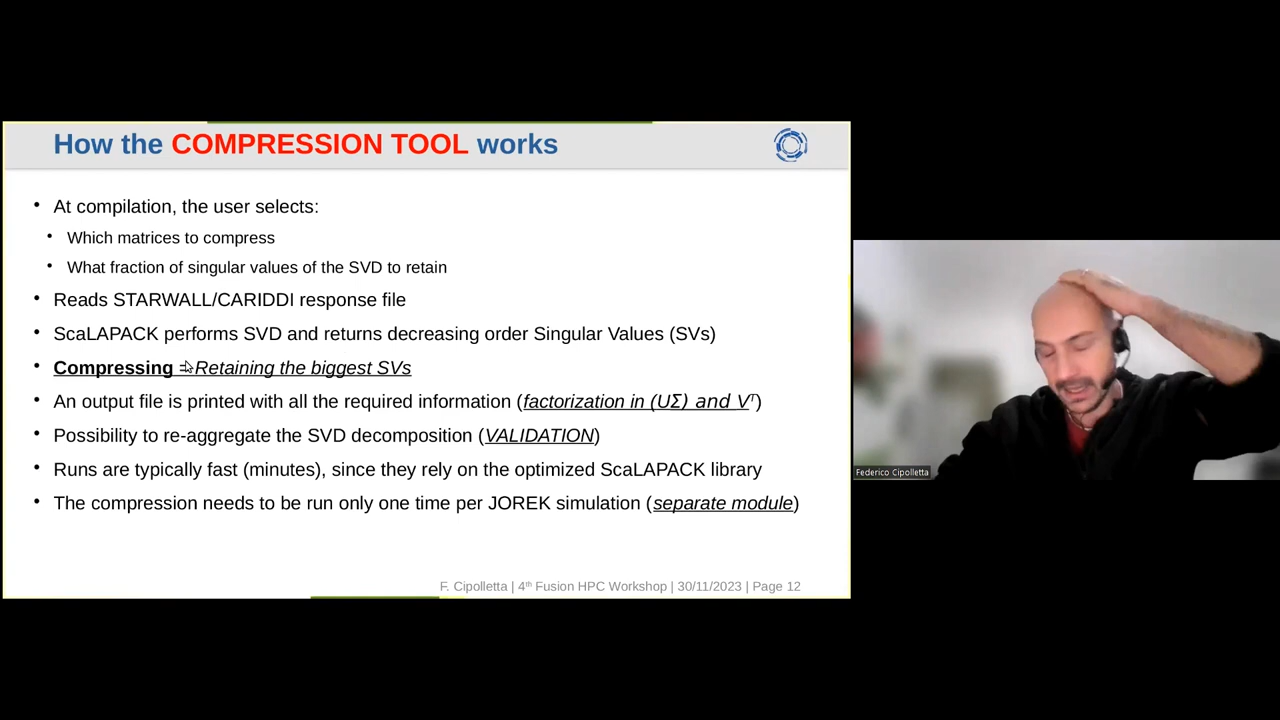 How the COMPRESSION TOOL works
• At compilation, the user selects:
• Which matrices to compress
• What fraction of singular values of the SVD to retain
• Reads STARWALL/CARIDDI response file
• ScaLAPACK performs SVD and returns decreasing order Singular Values (SVs)
• Compressing ⇒ Retaining the biggest SVs
• An output file is printed with all the required information (factorization in (UΣ) and Vᵀ)
• Possibility to re-aggregate the SVD decomposition (VALIDATION)
• Runs are typically fast (minutes), since they rely on the optimized ScaLAPACK library
• The compression needs to be run only one time per JOREK simulation (separate module)
F. Cipolletta | 4th Fusion HPC Workshop | 30/11/2023 | Page 12
Federico Cipolletta